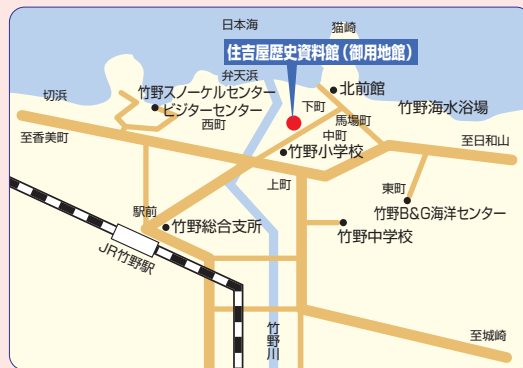 日本海
猫崎
住吉屋歴史資料館(御用地館)
弁天浜
切浜
竹野スノーケルセンター
ビジターセンター
下町
北前館
西町
馬場町
中町
竹野海水浴場
至香美町
竹野小学校
至日和山
上町
東町
竹野B&G海洋センター
駅前
竹野総合支所
竹野中学校
JR竹野駅
竹野川
至城崎